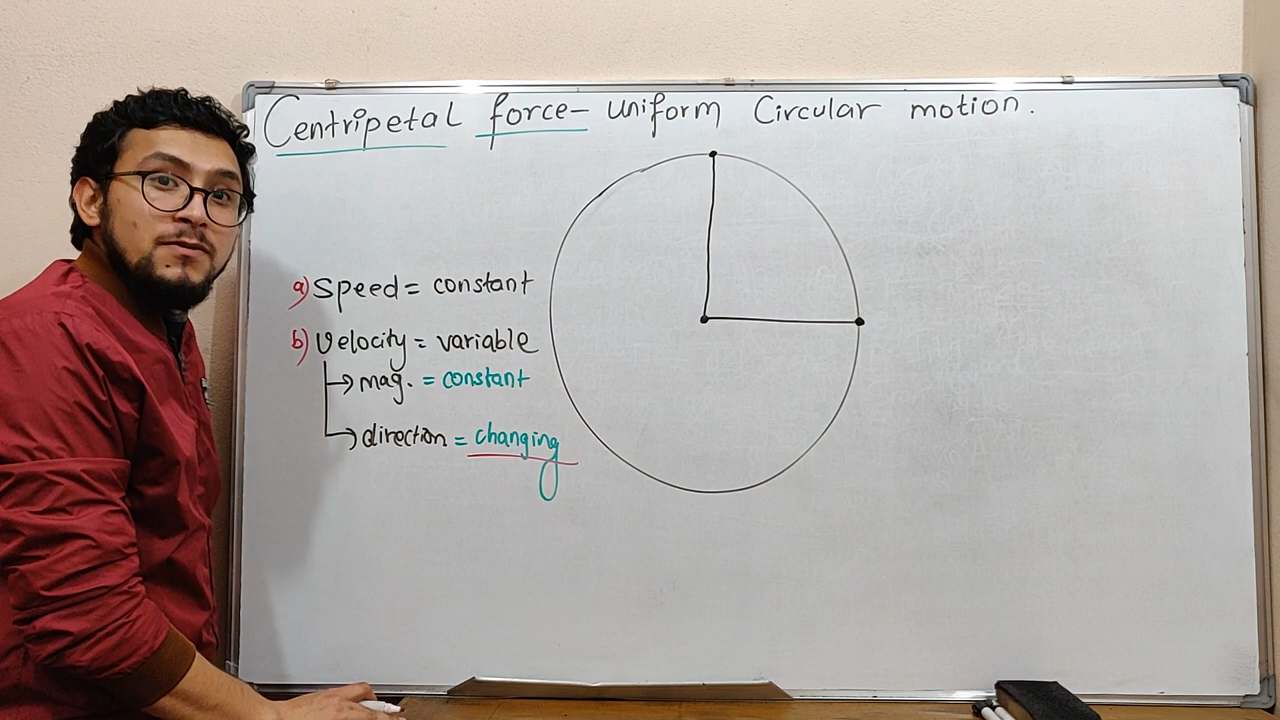 Centripetal force- uniform Circular motion.
a) Speed = constant
b) Velocity = variable
→ mag. = constant
→ direction = changing